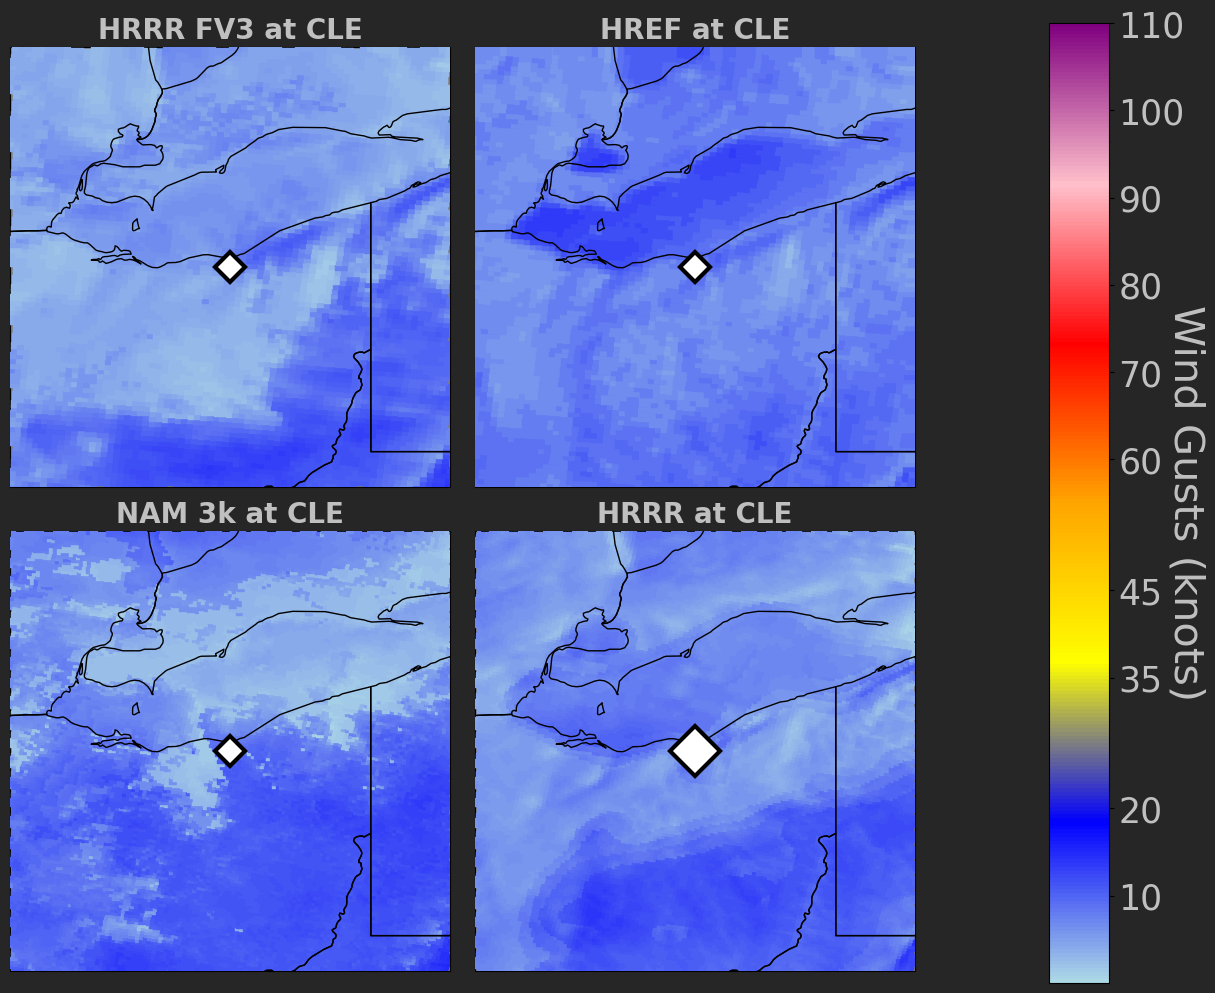 HRRR FV3 at CLE
HREF at CLE
NAM 3k at CLE
HRRR at CLE
110
100
90
80
70
60
45
35
20
10
Wind Gusts (knots)